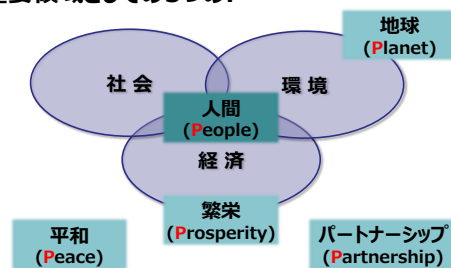 地球
(Planet)
社会
環境
人間
(People)
経済
繁栄
(Prosperity)
平和
(Peace)
パートナーシップ
(Partnership)